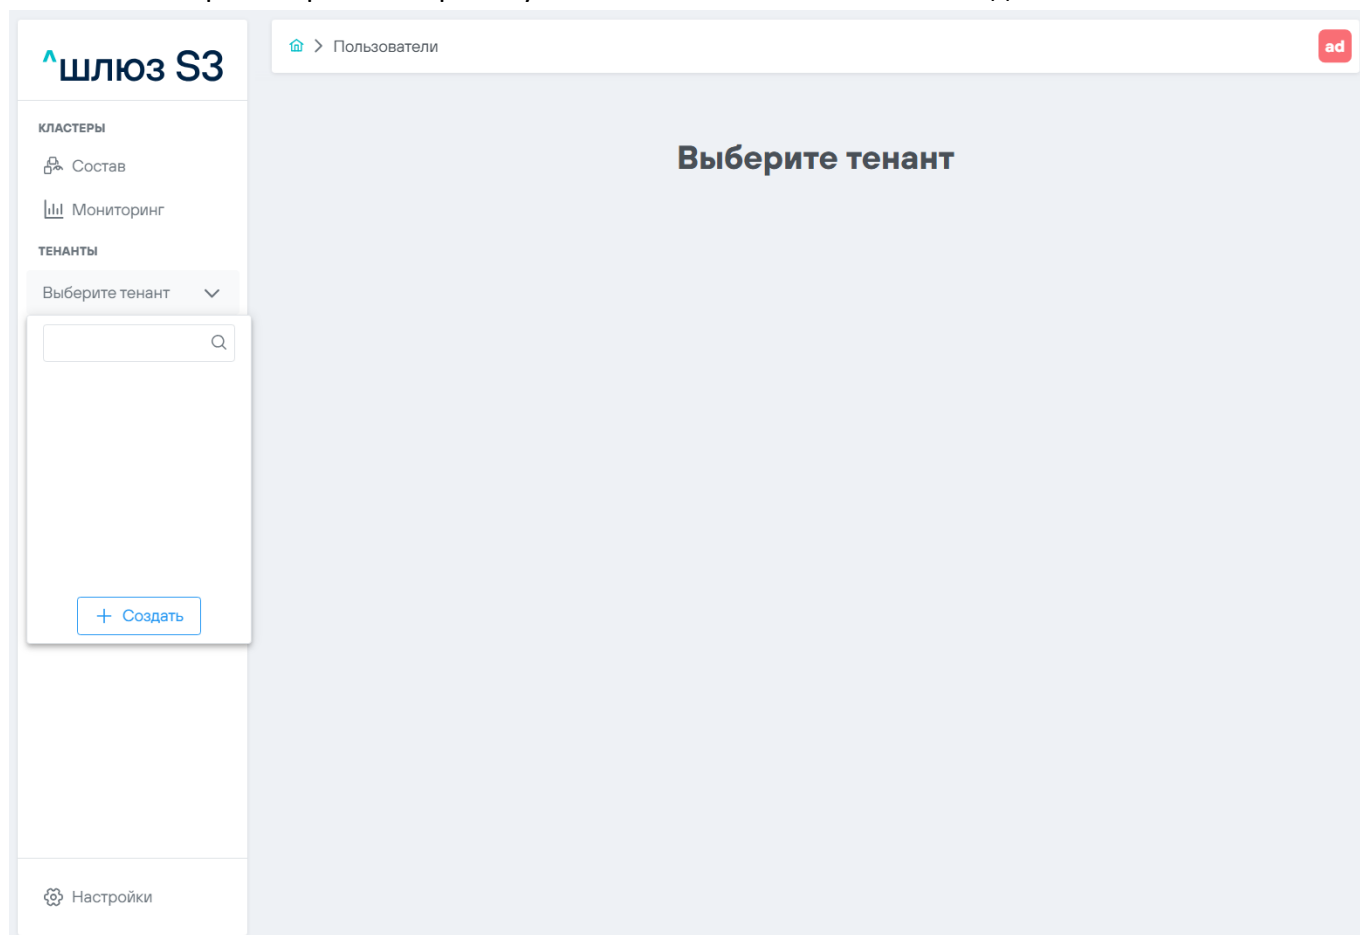 ^шлюз S3
Пользователи
ad
КЛАСТЕРЫ
Состав
Мониторинг
ТЕНАНТЫ
Выберите тенант
Создать
Настройки
Выберите тенант